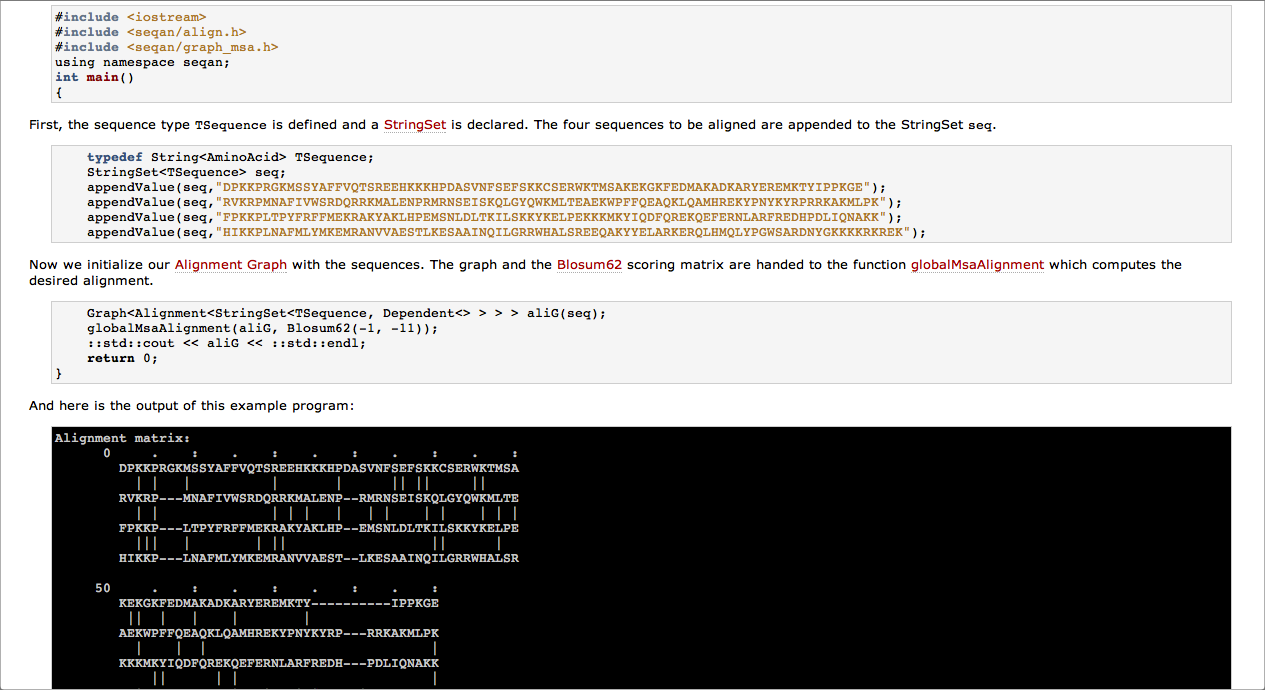 #include <iostream>
#include <seqan/align.h>
#include <seqan/graph_msa.h>
using namespace seqan;
int main()
{
First, the sequence type TSequence is defined and a StringSet is declared. The four sequences to be aligned are appended to the StringSet seq.
typedef String<AminoAcid> TSequence;
StringSet<TSequence> seq;
appendValue(seq,"DPKKPRGKMSSYAFFVQTSREEHKKKHPDASVNFSEFSKKCSERWKTMSAKEKGKFEDMAKADKARYEREMKTYIPPKGE");
appendValue(seq,"RVKRPMNAFIVWSRDQRRKMALENPRMRNSEISKQLGYQWKMLTEAEKWPFFQEAQKLQAMHREKYPNYKYRPRRKAKMLPK");
appendValue(seq,"FPKKPLTPYFRFFMEKRAKYAKLHPEMSNLDLTKILSKKYKELPEKKKMKYIQDFQREKQEFERNLARFREDHPDLIQNAKK");
appendValue(seq,"HIKKPLNAFMLYMKEMRANVVAESTLKESAAINQILGRRWHALSREEQAKYYELARKERQLHMQLYPGWSARDNYGKKKKRKREK");
Now we initialize our Alignment Graph with the sequences. The graph and the Blosum62 scoring matrix are handed to the function globalMsaAlignment which computes the
desired alignment.
Graph<Alignment<StringSet<TSequence, Dependent<> > > > aliG(seq);
globalMsaAlignment(aliG, Blosum62(-1, -11));
::std::cout << aliG << ::std::endl;
return 0;
}
And here is the output of this example program:
Alignment matrix:
0 . : . : . : . : . :
DPKKPRGKMSSYAFFVQTSREEHKKKHPDASVNFSEFSKKCSERWKTMSA
| | | | | || || ||
RVKRP---MNAFIVWSRDQRRKMALENP--RMRNSEISKQLGYQWKMLTE
| | | | | | | | | | | | |
FPKKP---LTPYFRFFMEKRAKYAKLHP--EMSNLDLTKILSKKYKELPE
||| | | || || |
HIKKP---LNAFMLYMKEMRANVVAEST--LKESAAINQILGRRWHALSR
50 . : . : . : . :
KEKGKFEDMAKADKARYEREMKTY----------IPPKGE
|| | | | |
AEKWPFFQEAQKLQAMHREKYPNYKYRP---RRKAKMLPK
| | | |
KKKMKYIQDFQREKQEFERNLARFREDH---PDLIQNAKK
|| | | |